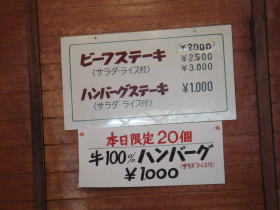 ビーフステーキ ¥2000
〈サラダ・ライス付〉 ¥2,500
¥3,000
ハンバーグステーキ ¥1,000
〈サラダ・ライス付〉
本日限定20個
牛100%ハンバーグ
¥1000 (サラダライス付)